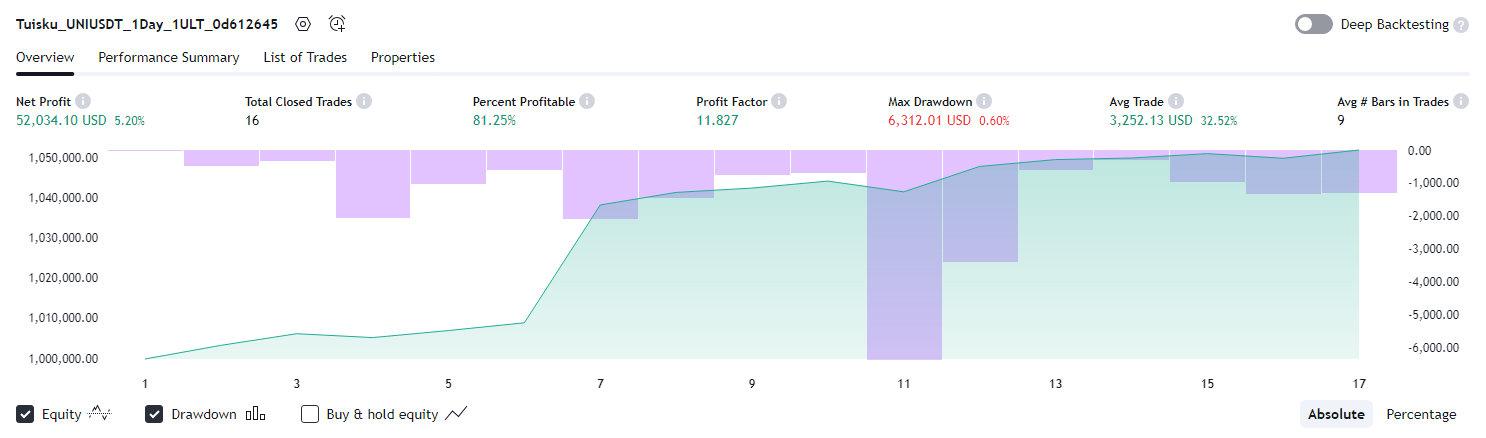 Tuisku_UNIUSDT_1Day_1ULT_0d612645 Deep Backtesting ?
Overview Performance Summary List of Trades Properties
Net Profit i Total Closed Trades i Percent Profitable i Profit Factor i Max Drawdown i Avg Trade i Avg # Bars in Trades i
52,034.10 USD 5.20% 16 81.25% 11.827 6,312.01 USD 0.60% 3,252.13 USD 32.52% 9
1,050,000.00 0.00
1,040,000.00 -1,000.00
1,030,000.00 -2,000.00
1,020,000.00 -3,000.00
1,010,000.00 -4,000.00
1,000,000.00 -5,000.00
-6,000.00
1 3 5 7 9 11 13 15 17
Equity Drawdown Buy & hold equity Absolute Percentage